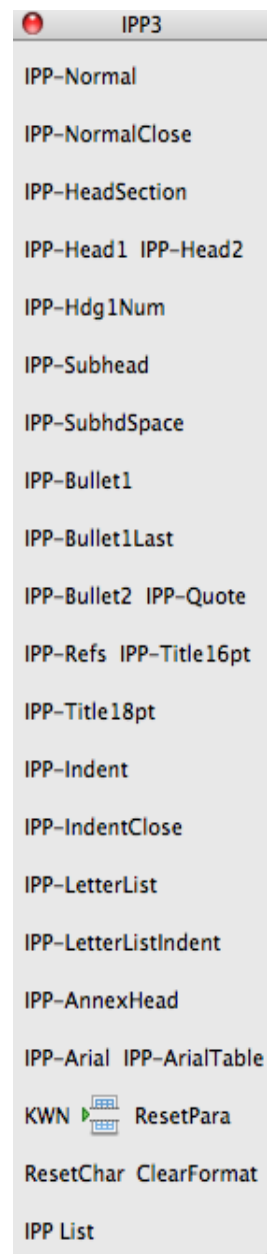 IPP3
IPP-Normal
IPP-NormalClose
IPP-HeadSection
IPP-Head1 IPP-Head2
IPP-Hdg1Num
IPP-Subhead
IPP-SubhdSpace
IPP-Bullet1
IPP-Bullet1Last
IPP-Bullet2 IPP-Quote
IPP-Refs IPP-Title16pt
IPP-Title18pt
IPP-Indent
IPP-IndentClose
IPP-LetterList
IPP-LetterListIndent
IPP-AnnexHead
IPP-Arial IPP-ArialTable
KWN ResetPara
ResetChar ClearFormat
IPP List